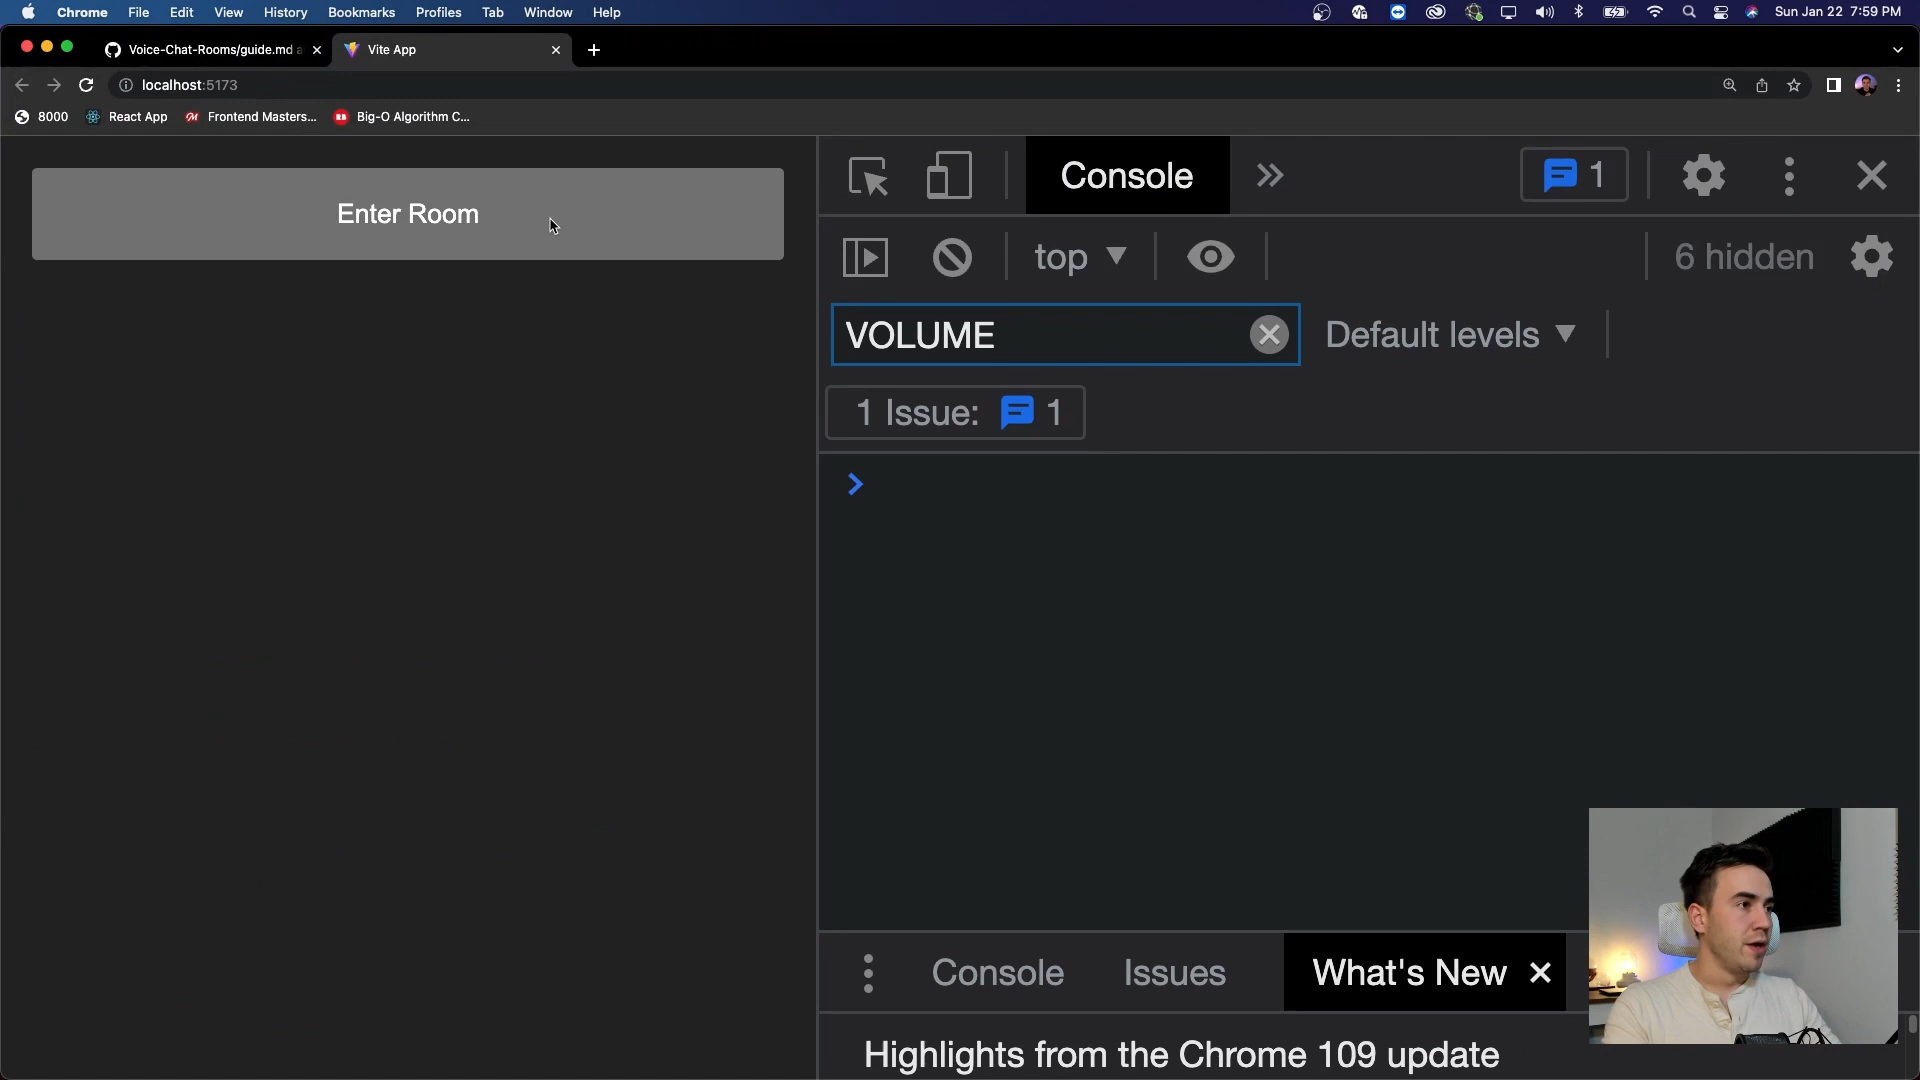 Chrome File Edit View History Bookmarks Profiles Tab Window Help Sun Jan 22 7:59 PM
Voice-Chat-Rooms/guide.md a Vite App
localhost:5173
8000 React App Frontend Masters... Big-O Algorithm C...
Enter Room
Console 1
top 6 hidden
VOLUME Default levels
1 Issue: 1
Console Issues What's New
Highlights from the Chrome 109 update